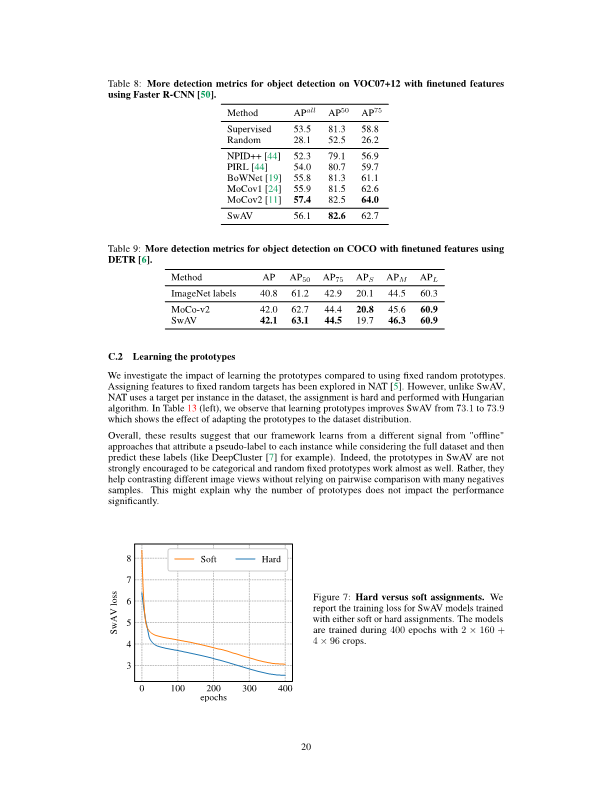 Table 8: More detection metrics for object detection on VOC07+12 with finetuned features
using Faster R-CNN [50].
Method AP^all AP^50 AP^75
Supervised 53.5 81.3 58.8
Random 28.1 52.5 26.2
NPID++ [44] 52.3 79.1 56.9
PIRL [44] 54.0 80.7 59.7
BoWNet [19] 55.8 81.3 61.1
MoCov1 [24] 55.9 81.5 62.6
MoCov2 [11] 57.4 82.5 64.0
SwAV 56.1 82.6 62.7
Table 9: More detection metrics for object detection on COCO with finetuned features using
DETR [6].
Method AP AP_50 AP_75 AP_S AP_M AP_L
ImageNet labels 40.8 61.2 42.9 20.1 44.5 60.3
MoCo-v2 42.0 62.7 44.4 20.8 45.6 60.9
SwAV 42.1 63.1 44.5 19.7 46.3 60.9
C.2 Learning the prototypes
We investigate the impact of learning the prototypes compared to using fixed random prototypes.
Assigning features to fixed random targets has been explored in NAT [5]. However, unlike SwAV,
NAT uses a target per instance in the dataset, the assignment is hard and performed with Hungarian
algorithm. In Table 13 (left), we observe that learning prototypes improves SwAV from 73.1 to 73.9
which shows the effect of adapting the prototypes to the dataset distribution.
Overall, these results suggest that our framework learns from a different signal from "offline"
approaches that attribute a pseudo-label to each instance while considering the full dataset and then
predict these labels (like DeepCluster [7] for example). Indeed, the prototypes in SwAV are not
strongly encouraged to be categorical and random fixed prototypes work almost as well. Rather, they
help contrasting different image views without relying on pairwise comparison with many negatives
samples. This might explain why the number of prototypes does not impact the performance
significantly.
Soft Hard
8
7
6
5
4
3
SwAV loss
0 100 200 300 400
epochs
Figure 7: Hard versus soft assignments. We
report the training loss for SwAV models trained
with either soft or hard assignments. The models
are trained during 400 epochs with 2 × 160 +
4 × 96 crops.
20